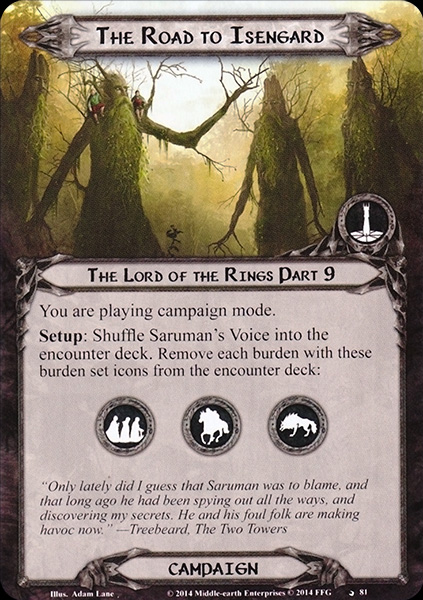 The Road to Isengard
The Lord of the Rings Part 9
You are playing campaign mode.
Setup: Shuffle Saruman's Voice into the
encounter deck. Remove each burden with these
burden set icons from the encounter deck:
"Only lately did I guess that Saruman was to blame, and
that long ago he had been spying out all the ways, and
discovering my secrets. He and his foul folk are making
havoc now." —Treebeard, The Two Towers
CAMPAIGN
Illus. Adam Lane © 2014 Middle-earth Enterprises © 2014 FFG 81